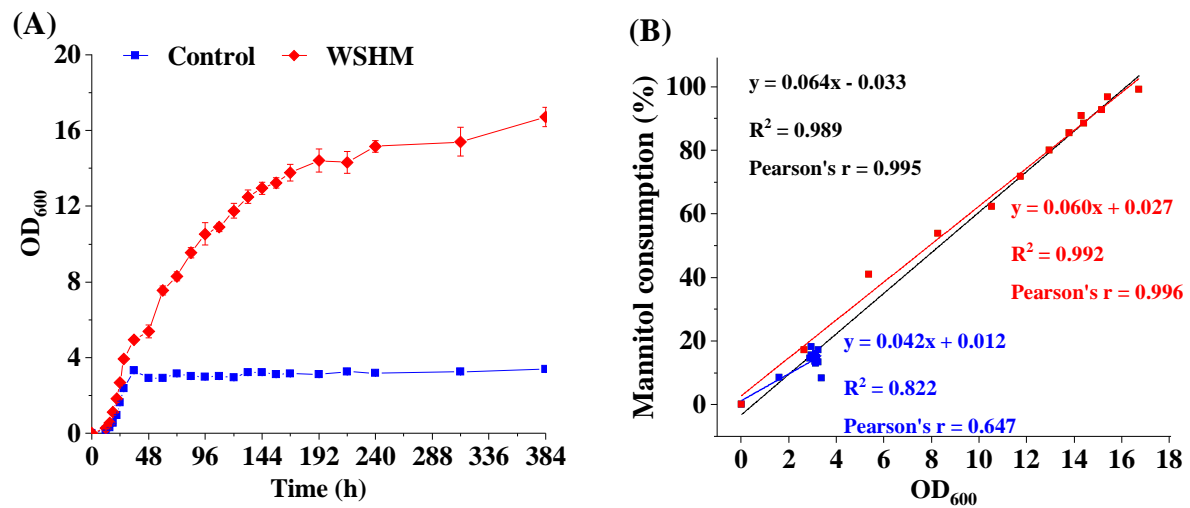 (A)
Control
WSHM
20
16
12
8
4
0
OD600
0 48 96 144 192 240 288 336 384
Time (h)
(B)
Mannitol consumption (%)
100
80
60
40
20
0
y = 0.064x - 0.033
R2 = 0.989
Pearson's r = 0.995
y = 0.060x + 0.027
R2 = 0.992
Pearson's r = 0.996
y = 0.042x + 0.012
R2 = 0.822
Pearson's r = 0.647
0 2 4 6 8 10 12 14 16 18
OD600